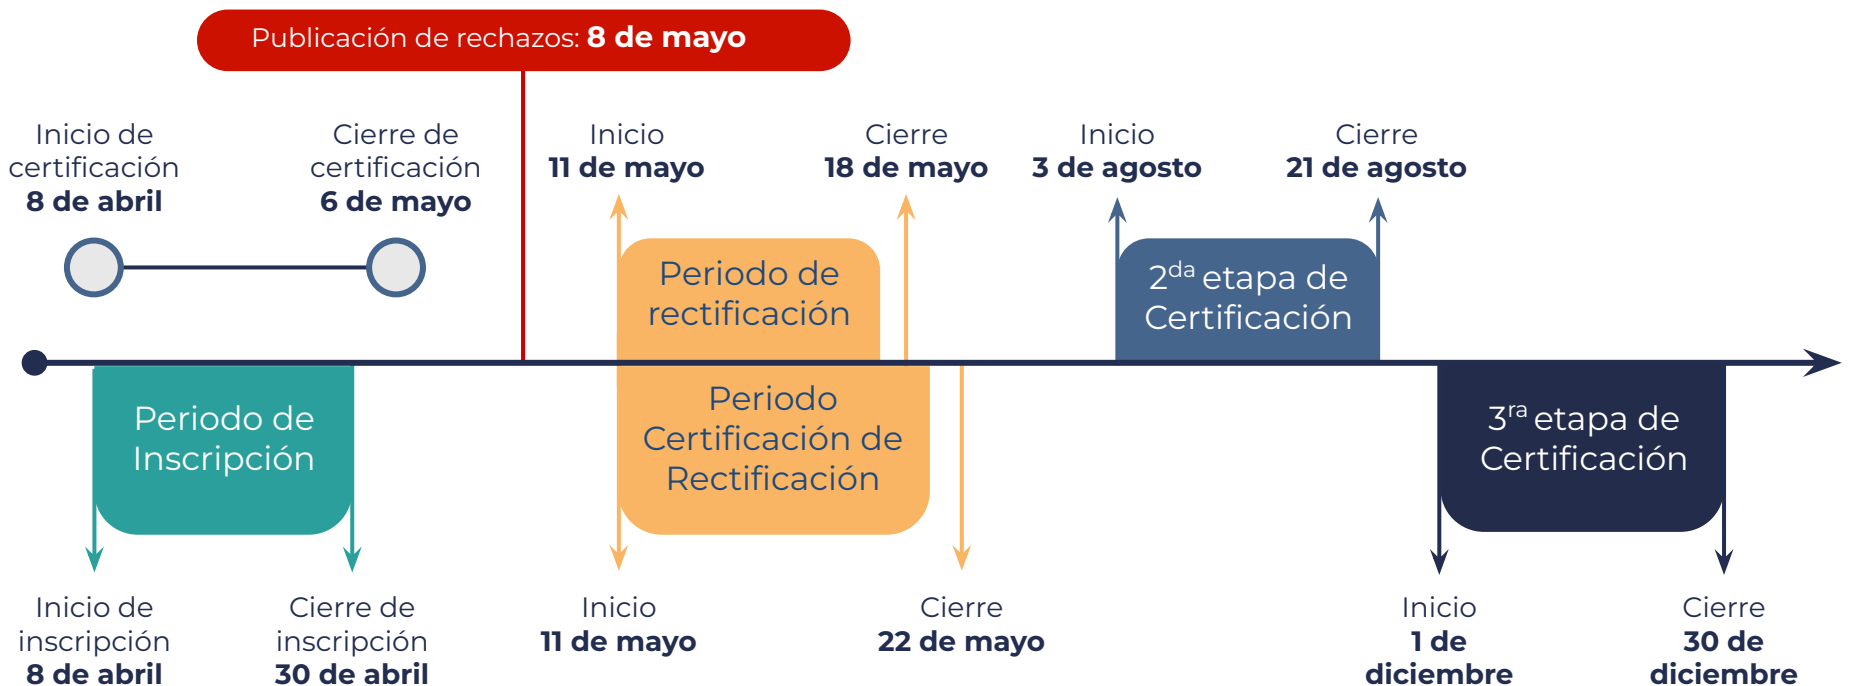 Publicación de rechazos: 8 de mayo
Inicio de
certificación
8 de abril
Cierre de
certificación
6 de mayo
Inicio
11 de mayo
Cierre
18 de mayo
Inicio
3 de agosto
Cierre
21 de agosto
Periodo de
rectificación
2da etapa de
Certificación
Periodo de
Inscripción
Periodo
Certificación de
Rectificación
3ra etapa de
Certificación
Inicio de
inscripción
8 de abril
Cierre de
inscripción
30 de abril
Inicio
11 de mayo
Cierre
22 de mayo
Inicio
1 de
diciembre
Cierre
30 de
diciembre